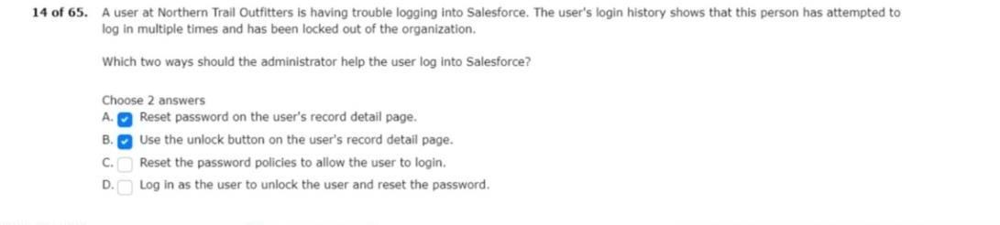 14 of 65. A user at Northern Trail Outfitters is having trouble logging into Salesforce. The user's login history shows that this person has attempted to
log in multiple times and has been locked out of the organization.
Which two ways should the administrator help the user log into Salesforce?
Choose 2 answers
A. Reset password on the user's record detail page.
B. Use the unlock button on the user's record detail page.
C. Reset the password policies to allow the user to login.
D. Log in as the user to unlock the user and reset the password.